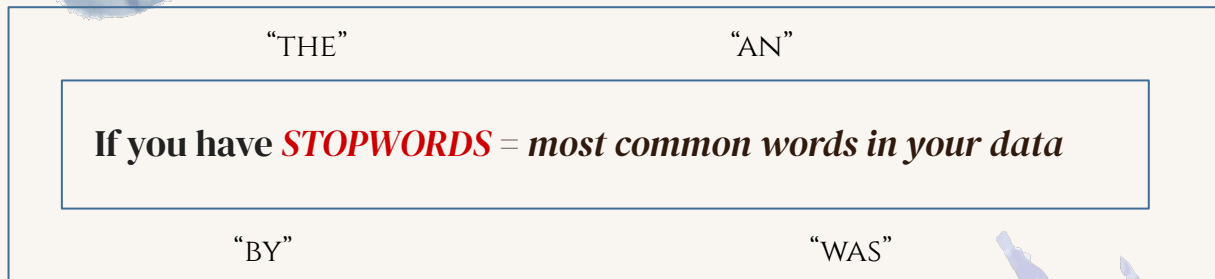 “THE” “AN”
If you have STOPWORDS = most common words in your data
“BY” “WAS”